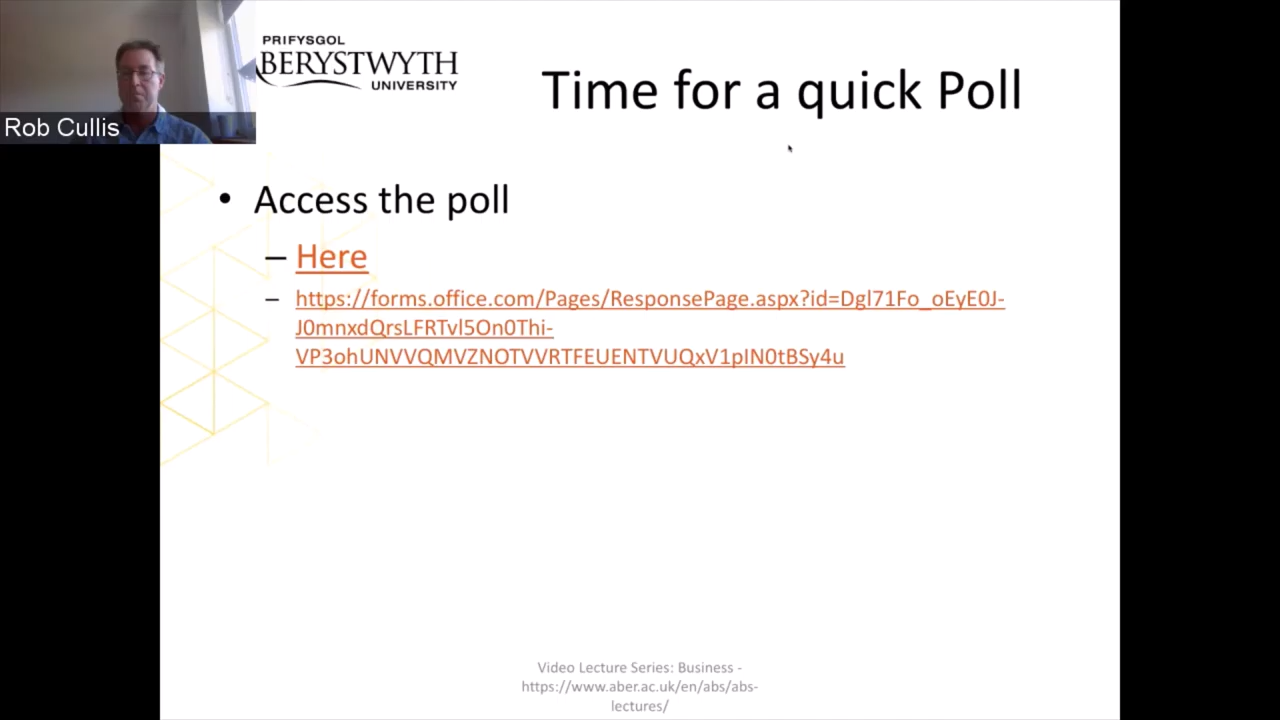 PRIFYSGOL
ABERYSTWYTH
UNIVERSITY
Rob Cullis
Time for a quick Poll
• Access the poll
– Here
– https://forms.office.com/Pages/ResponsePage.aspx?id=Dgl71Fo_oEyE0J-
J0mnxdQrsLFRTvl5On0Thi-
VP3ohUNVVQMVZNOTVVRTFEUENTVUQxV1pIN0tBSy4u
Video Lecture Series: Business -
https://www.aber.ac.uk/en/abs/abs-
lectures/